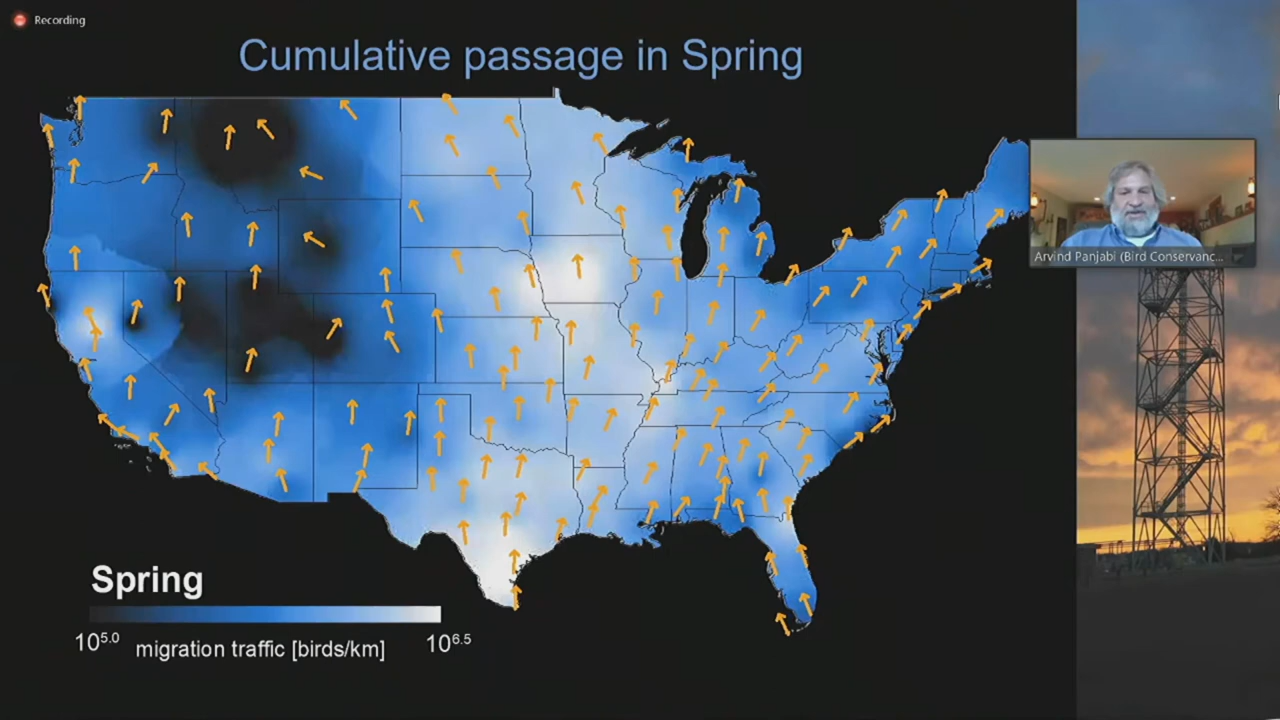 Recording
Cumulative passage in Spring
Arvind Panjabi (Bird Conservanc...
Spring
10^5.0 migration traffic [birds/km] 10^6.5